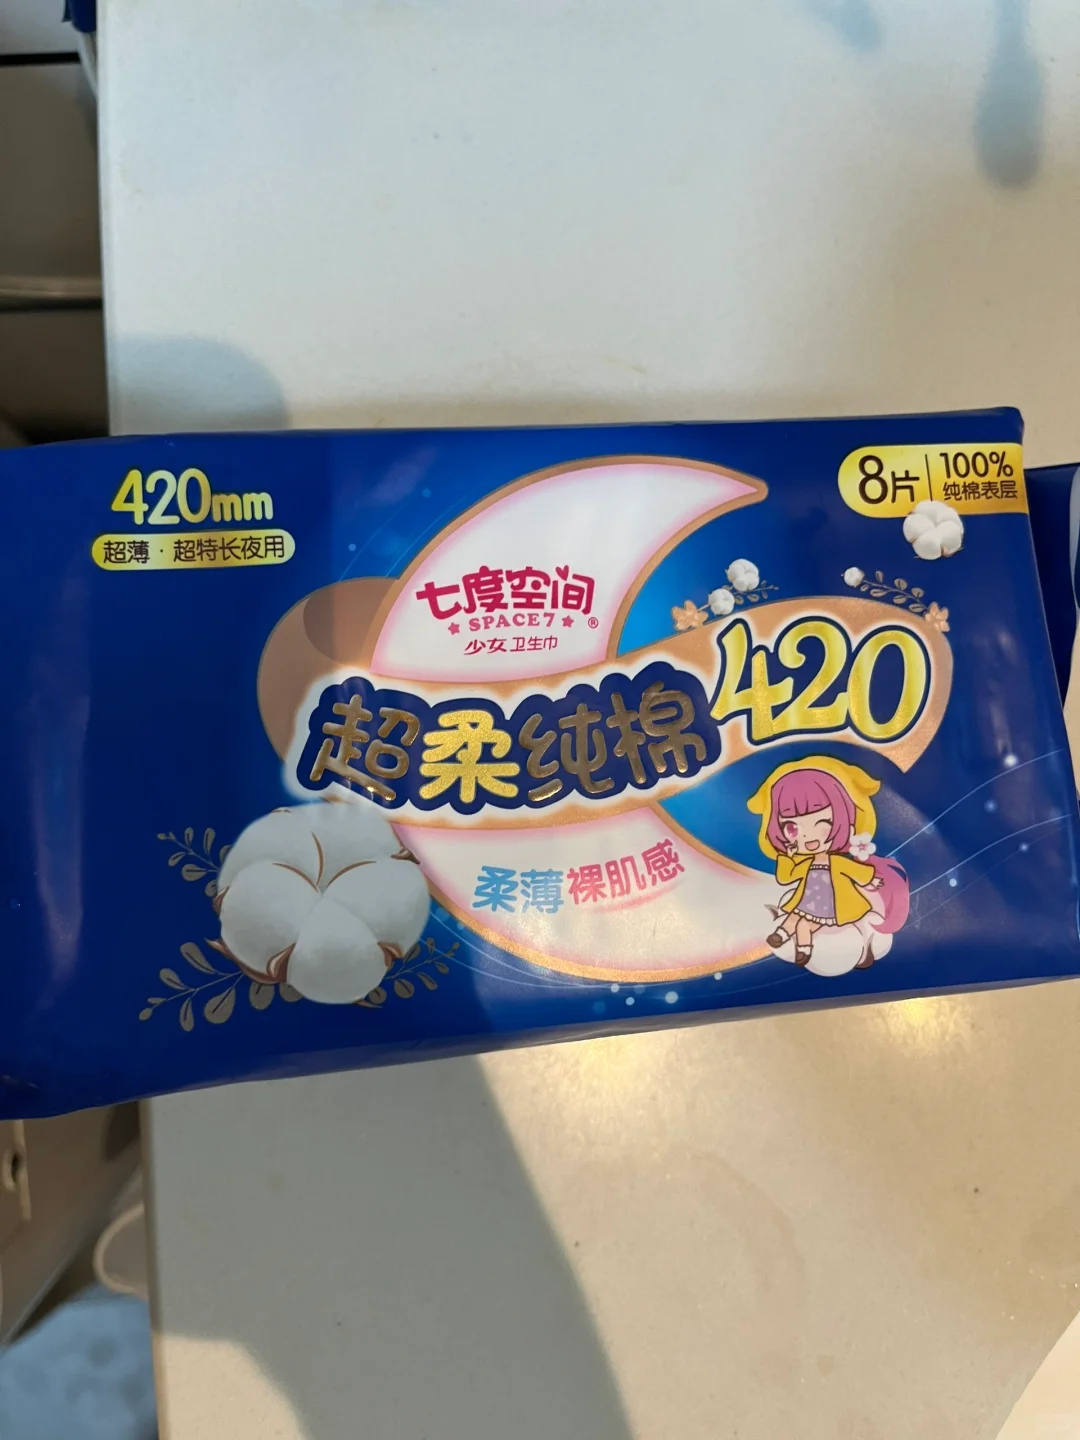 420mm
超薄·超特长夜用
8片
100%
纯棉表层
七度空间
SPACE7®
少女卫生巾
超柔纯棉420
柔薄裸肌感